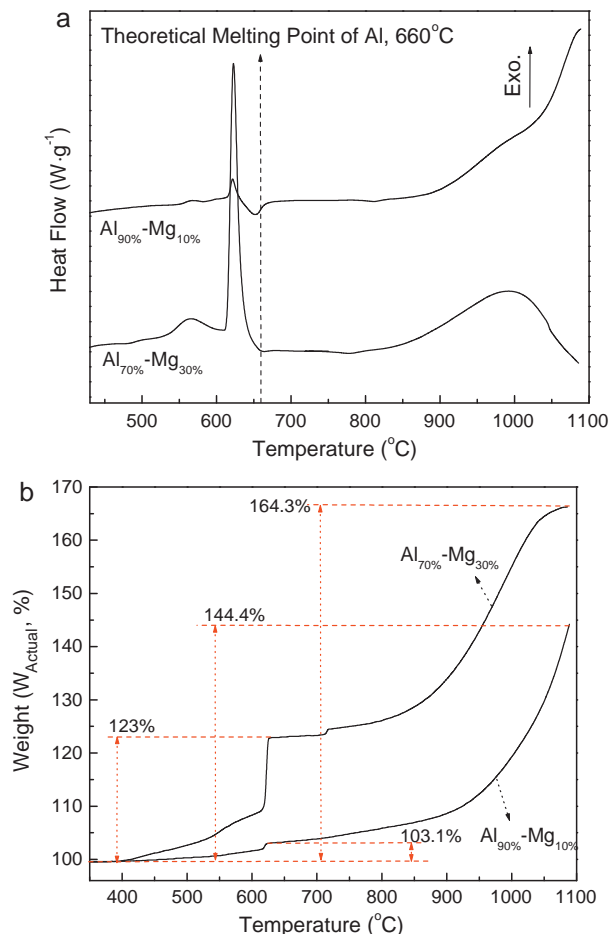 a
Theoretical Melting Point of Al, 660°C
Exo.
Heat Flow (W·g⁻¹)
Al₉₀%-Mg₁₀%
Al₇₀%-Mg₃₀%
500 600 700 800 900 1000 1100
Temperature (°C)
b
170
160
150
140
130
120
110
100
Weight (W_Actual, %)
164.3%
Al₇₀%-Mg₃₀%
144.4%
123%
103.1%
Al₉₀%-Mg₁₀%
400 500 600 700 800 900 1000 1100
Temperature (°C)